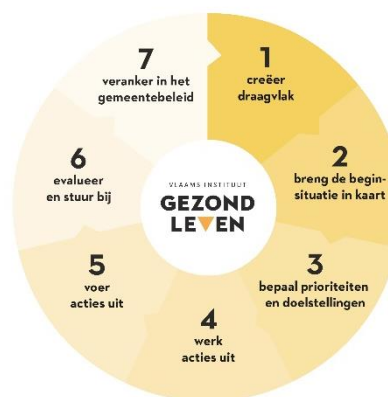 1
creëer
draagvlak
2
breng de begin-
situatie in kaart
3
bepaal prioriteiten
en doelstellingen
4
werk
acties uit
5
voer
acties uit
6
evalueer
en stuur bij
7
veranker in het
gemeentebeleid
VLAAMS INSTITUUT
GEZOND
LEVEN